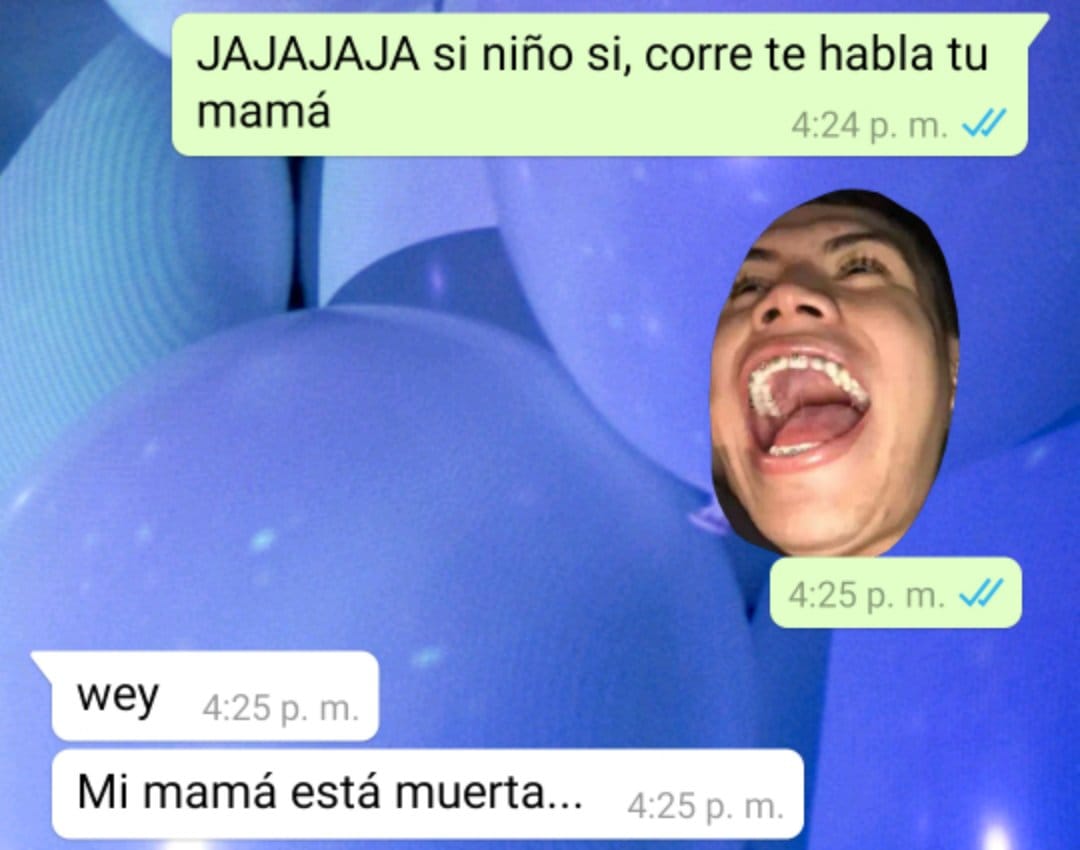 JAJAJAJA si niño si, corre te habla tu
mamá
4:24 p. m.
4:25 p. m.
wey 4:25 p. m.
Mi mamá está muerta... 4:25 p. m.